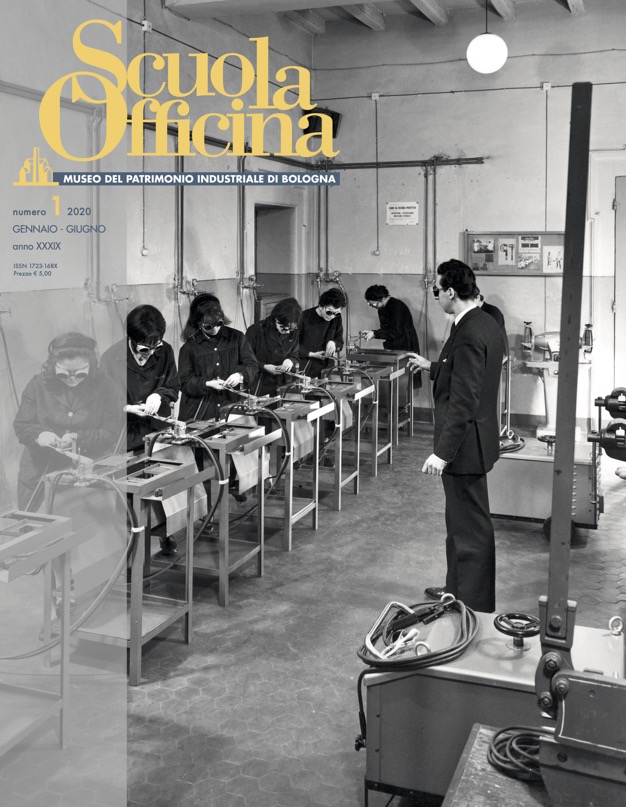 Scuola
Officina
MUSEO DEL PATRIMONIO INDUSTRIALE DI BOLOGNA
numero 1 2020
GENNAIO - GIUGNO
anno XXXIX
ISSN 1723-168X
Prezzo € 5,00